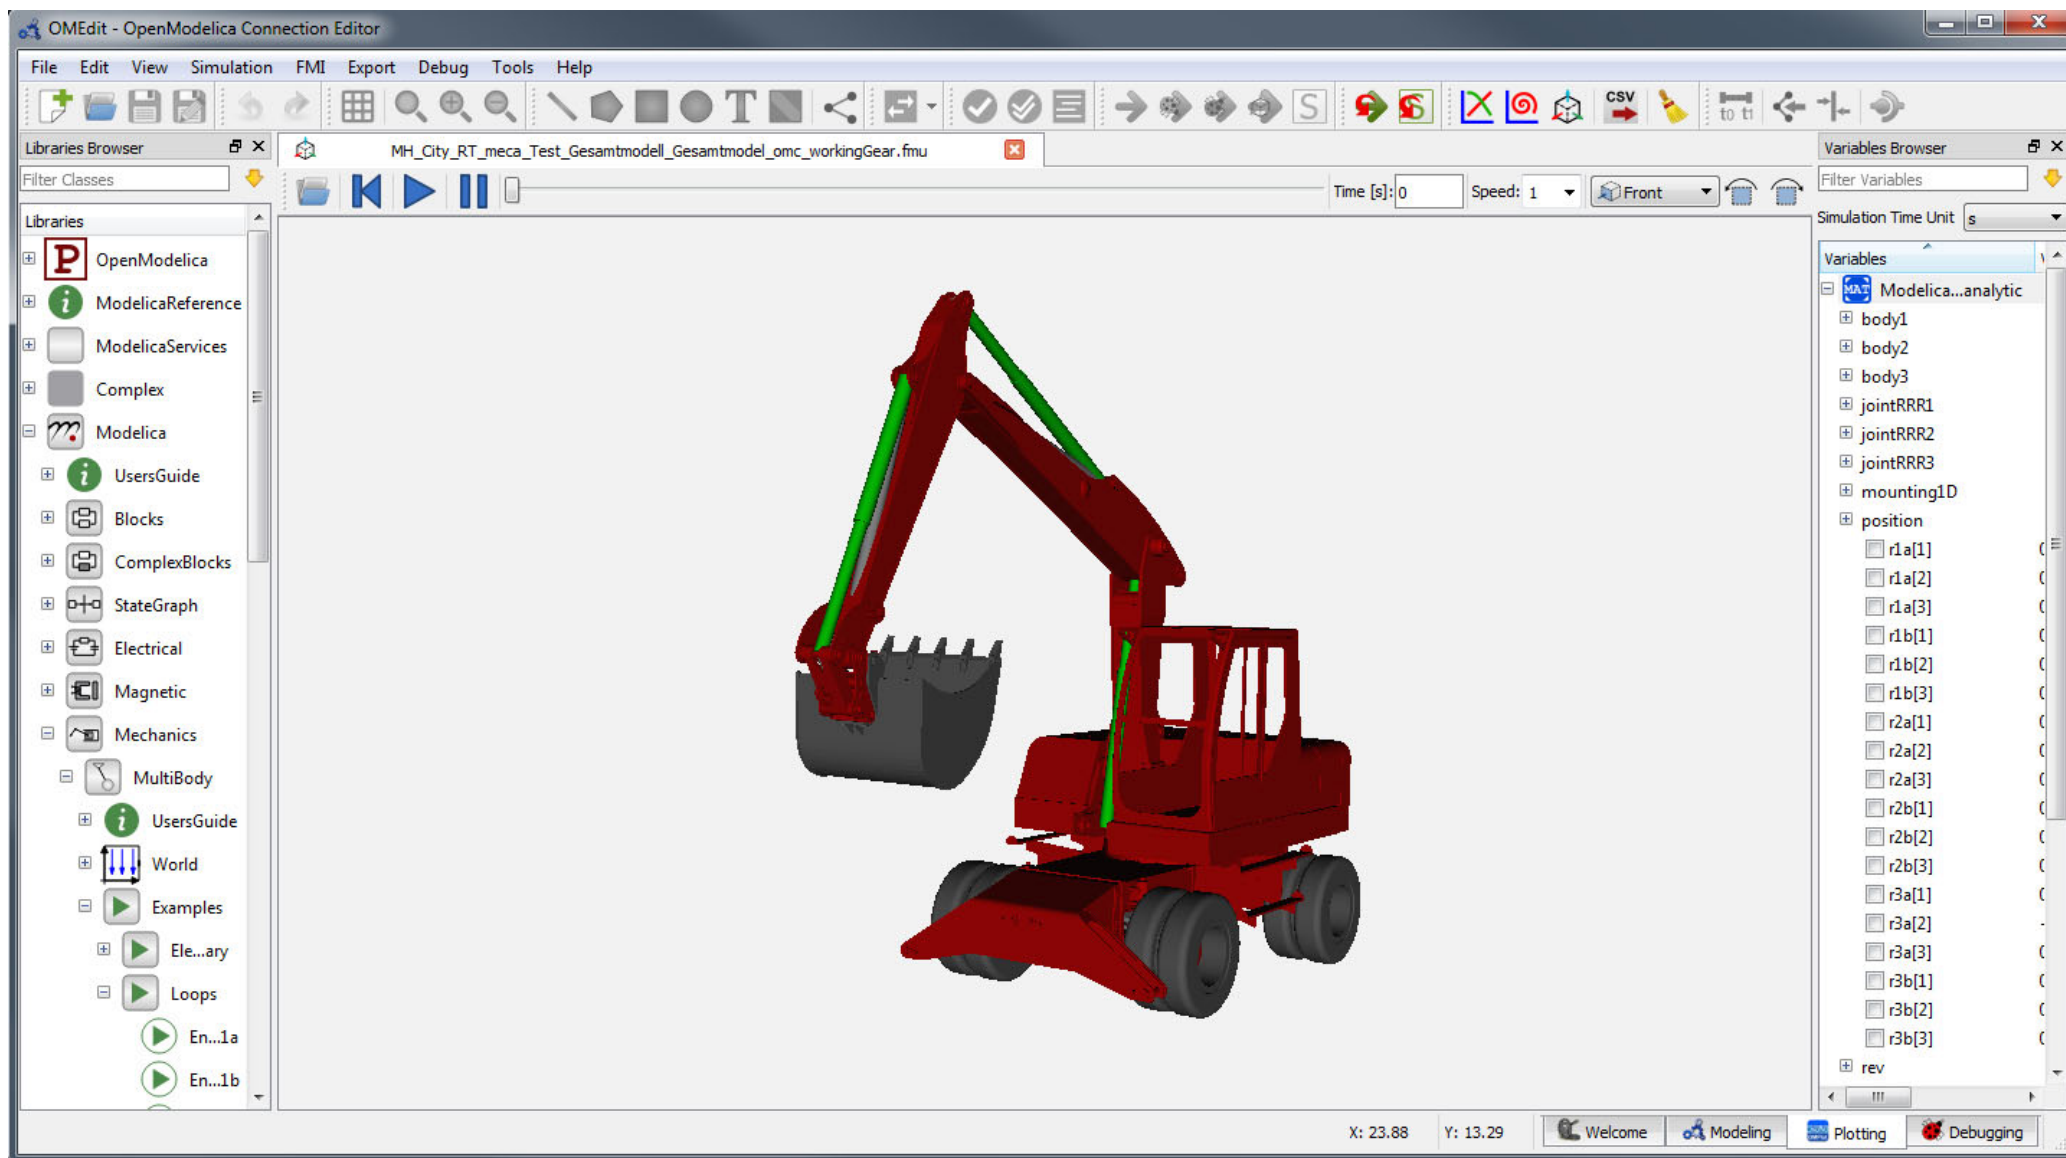 OMEdit - OpenModelica Connection Editor
File Edit View Simulation FMI Export Debug Tools Help
T S S CSV to t1
Libraries Browser
MH_City_RT_meca_Test_Gesamtmodell_Gesamtmodel_omc_workingGear.fmu
Variables Browser
Filter Classes
Time [s]: 0
Speed: 1
Front
Filter Variables
Simulation Time Unit s
Libraries
P OpenModelica
i ModelicaReference
ModelicaServices
Complex
Modelica
i UsersGuide
Blocks
ComplexBlocks
StateGraph
Electrical
Magnetic
Mechanics
MultiBody
i UsersGuide
World
Examples
Ele...ary
Loops
En...1a
En...1b
Variables
MAT Modelica...analytic
body1
body2
body3
jointRRR1
jointRRR2
jointRRR3
mounting1D
position
r1a[1]
r1a[2]
r1a[3]
r1b[1]
r1b[2]
r1b[3]
r2a[1]
r2a[2]
r2a[3]
r2b[1]
r2b[2]
r2b[3]
r3a[1]
r3a[2]
r3a[3]
r3b[1]
r3b[2]
r3b[3]
rev
X: 23.88 Y: 13.29
Welcome
Modeling
Plotting
Debugging